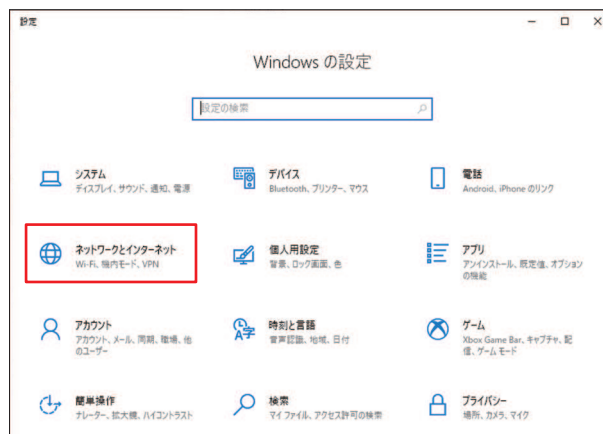 設定
Windows の設定
設定の検索
システム
ディスプレイ、サウンド、通知、電源
デバイス
Bluetooth、プリンター、マウス
電話
Android、iPhone のリンク
ネットワークとインターネット
Wi-Fi、機内モード、VPN
個人用設定
背景、ロック画面、色
アプリ
アンインストール、既定値、オプション
の機能
アカウント
アカウント、メール、同期、職場、他
のユーザー
時刻と言語
音声認識、地域、日付
ゲーム
Xbox Game Bar、キャプチャ、配
信、ゲーム モード
簡単操作
ナレーター、拡大鏡、ハイコントラスト
検索
マイ ファイル、アクセス許可の検索
プライバシー
場所、カメラ、マイク